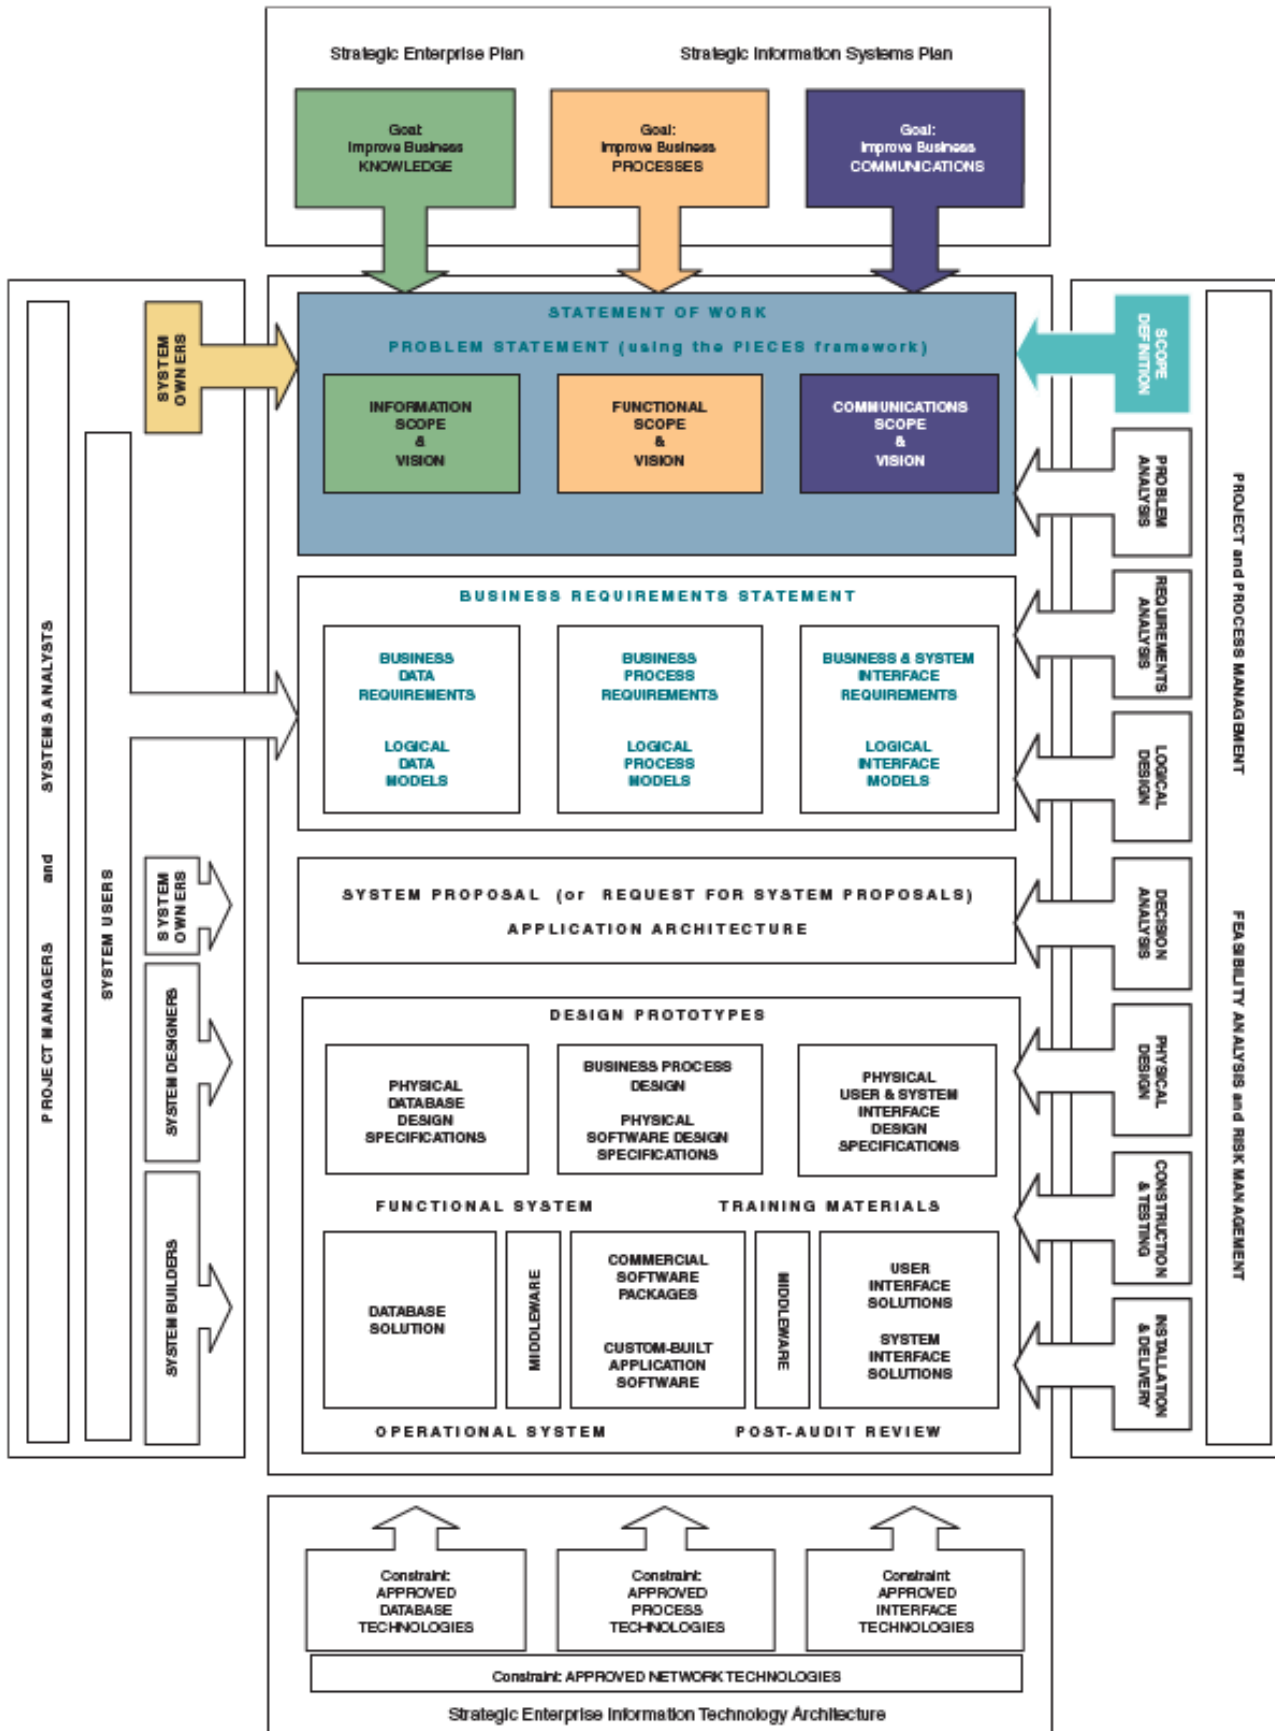 Strategic Enterprise Plan
Strategic Information Systems Plan
Goal:
Improve Business
KNOWLEDGE
Goal:
Improve Business
PROCESSES
Goal:
Improve Business
COMMUNICATIONS
SYSTEMS ANALYSTS
and
PROJECT MANAGERS
SYSTEM USERS
SYSTEM
OWNERS
SYSTEM
OWNERS
SYSTEM DESIGNERS
SYSTEM BUILDERS
STATEMENT OF WORK
PROBLEM STATEMENT (using the PIECES framework)
INFORMATION
SCOPE
&
VISION
FUNCTIONAL
SCOPE
&
VISION
COMMUNICATIONS
SCOPE
&
VISION
BUSINESS REQUIREMENTS STATEMENT
BUSINESS
DATA
REQUIREMENTS
LOGICAL
DATA
MODELS
BUSINESS
PROCESS
REQUIREMENTS
LOGICAL
PROCESS
MODELS
BUSINESS & SYSTEM
INTERFACE
REQUIREMENTS
LOGICAL
INTERFACE
MODELS
SYSTEM PROPOSAL (or REQUEST FOR SYSTEM PROPOSALS)
APPLICATION ARCHITECTURE
DESIGN PROTOTYPES
PHYSICAL
DATABASE
DESIGN
SPECIFICATIONS
BUSINESS PROCESS
DESIGN
PHYSICAL
SOFTWARE DESIGN
SPECIFICATIONS
PHYSICAL
USER & SYSTEM
INTERFACE
DESIGN
SPECIFICATIONS
FUNCTIONAL SYSTEM
TRAINING MATERIALS
DATABASE
SOLUTION
MIDDLEWARE
COMMERCIAL
SOFTWARE
PACKAGES
CUSTOM-BUILT
APPLICATION
SOFTWARE
MIDDLEWARE
USER
INTERFACE
SOLUTIONS
SYSTEM
INTERFACE
SOLUTIONS
OPERATIONAL SYSTEM
POST-AUDIT REVIEW
SCOPE
DEFINITION
PROBLEM
ANALYSIS
REQUIREMENTS
ANALYSIS
LOGICAL
DESIGN
DECISION
ANALYSIS
PHYSICAL
DESIGN
CONSTRUCTION
& TESTING
INSTALLATION
& DELIVERY
PROJECT and PROCESS MANAGEMENT
FEASIBILITY ANALYSIS and RISK MANAGEMENT
Constraint:
APPROVED
DATABASE
TECHNOLOGIES
Constraint:
APPROVED
PROCESS
TECHNOLOGIES
Constraint:
APPROVED
INTERFACE
TECHNOLOGIES
Constraint: APPROVED NETWORK TECHNOLOGIES
Strategic Enterprise Information Technology Architecture